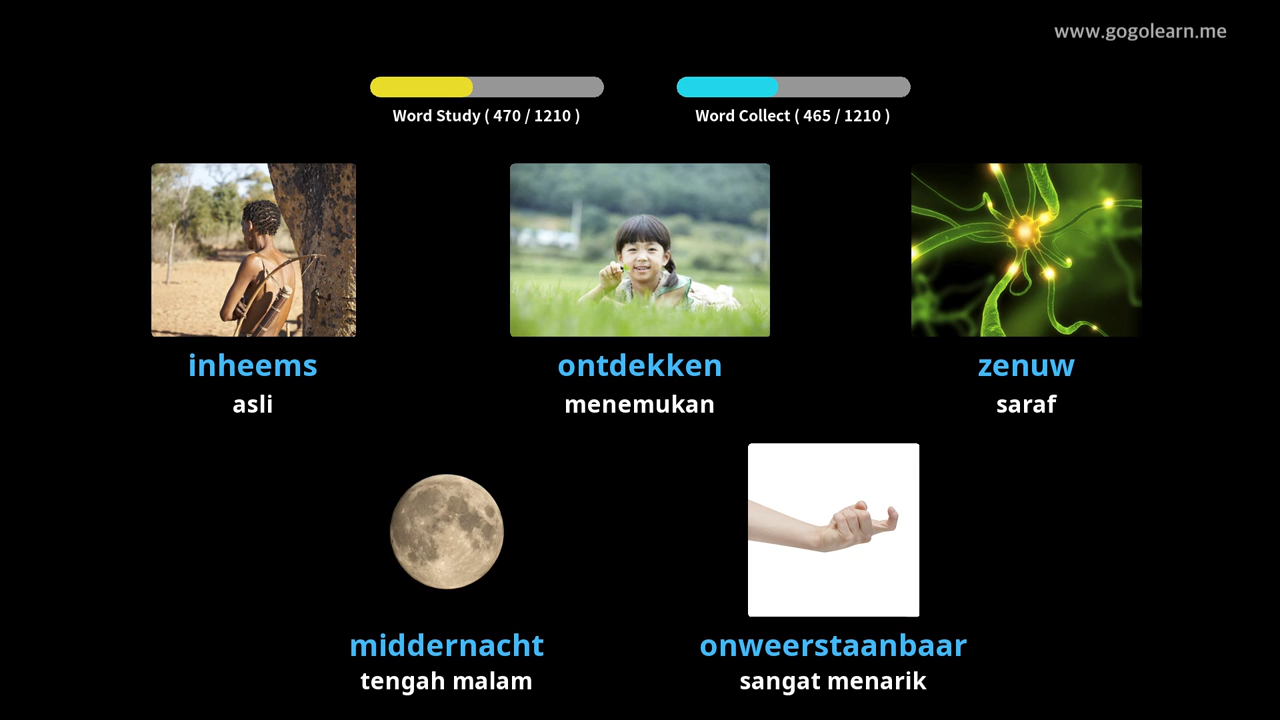 www.gogolearn.me
Word Study ( 470 / 1210 )
Word Collect ( 465 / 1210 )
inheems
asli
ontdekken
menemukan
zenuw
saraf
middernacht
tengah malam
onweerstaanbaar
sangat menarik